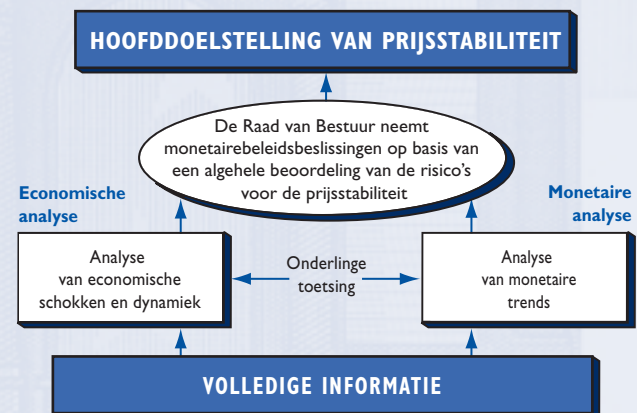 HOOFDDOELSTELLING VAN PRIJSSTABILITEIT
De Raad van Bestuur neemt
monetairebeleidsbeslissingen op basis van
een algehele beoordeling van de risico's
voor de prijsstabiliteit
Economische
analyse
Monetaire
analyse
Analyse
van economische
schokken en dynamiek
Onderlinge
toetsing
Analyse
van monetaire
trends
VOLLEDIGE INFORMATIE